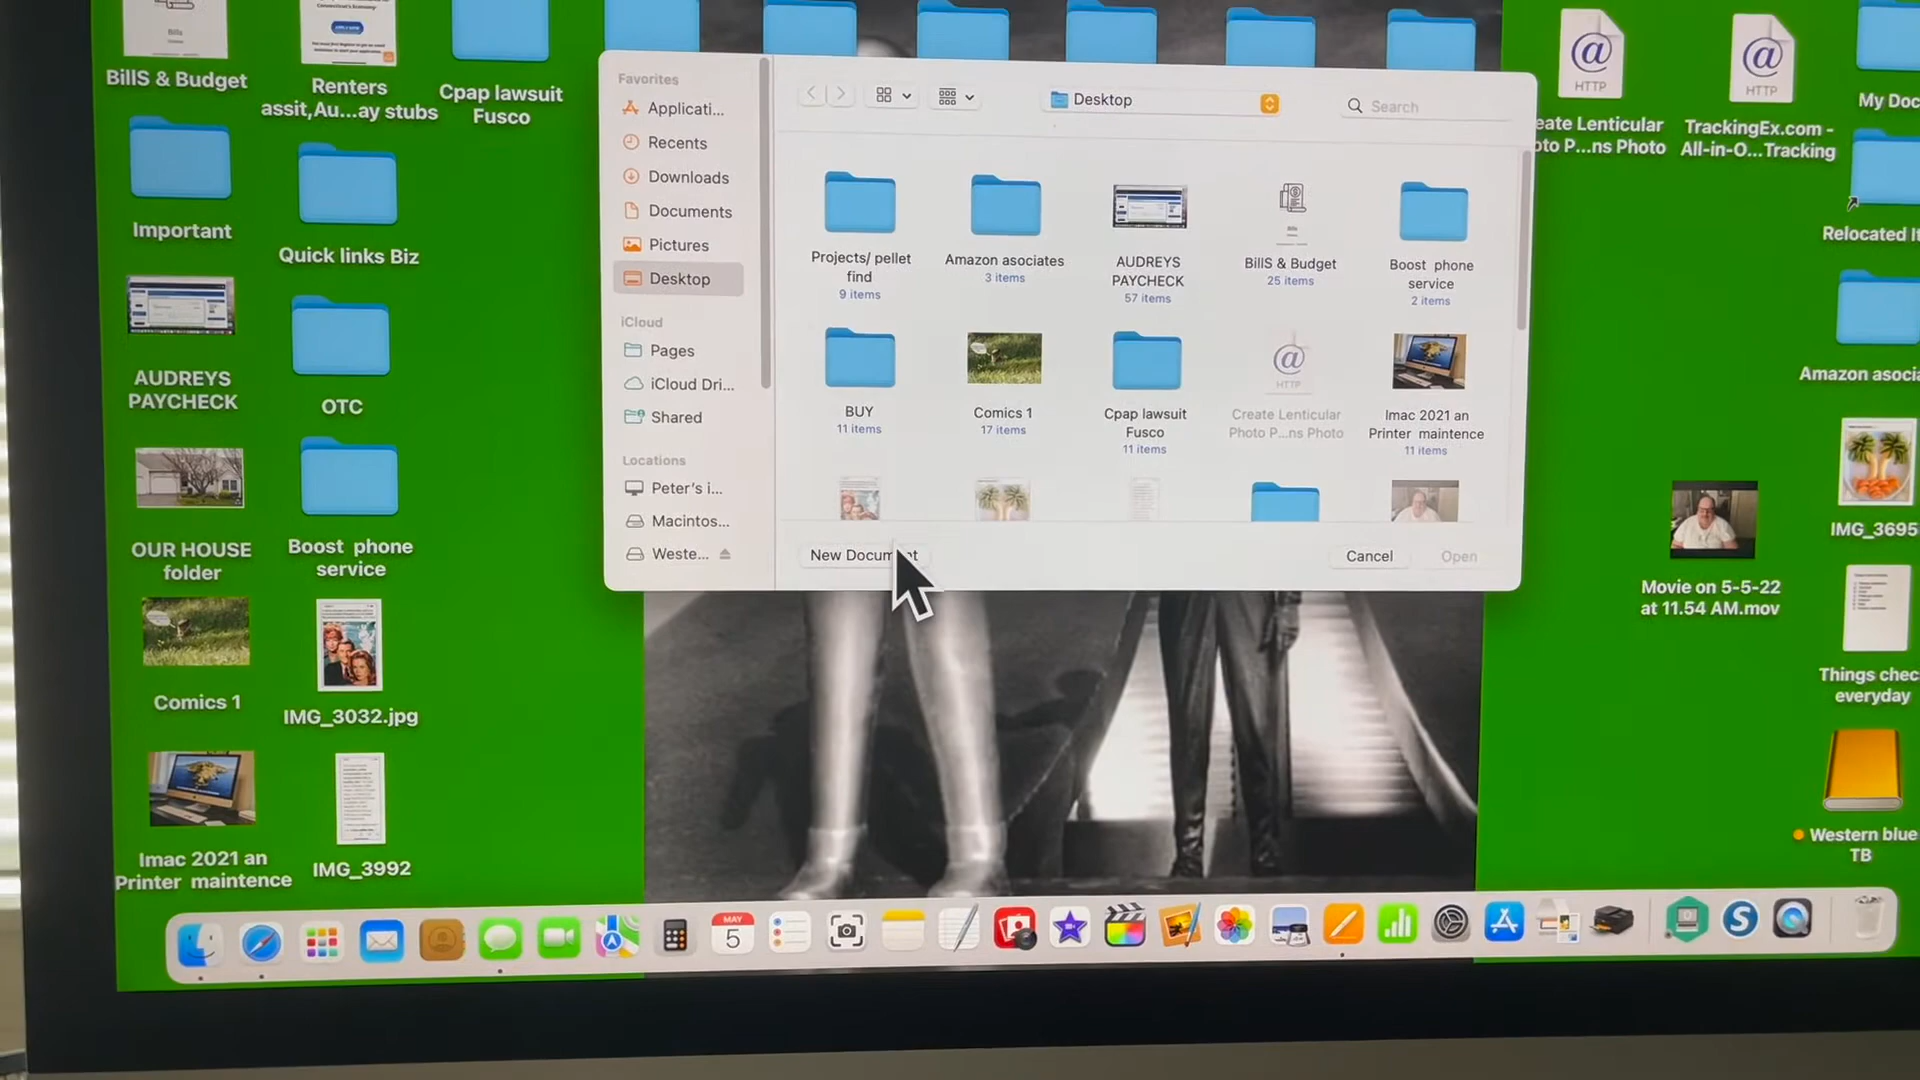 BillS & Budget
Renters
assit,Au...ay stubs
Cpap lawsuit
Fusco
Important
Quick links Biz
AUDREYS
PAYCHECK
OTC
OUR HOUSE
folder
Boost phone
service
Comics 1
IMG_3032.jpg
Imac 2021 an
Printer maintence
IMG_3992
Favorites
Applicati...
Recents
Downloads
Documents
Pictures
Desktop
iCloud
Pages
iCloud Dri...
Shared
Locations
Peter's i...
Macintos...
Weste...
Desktop
Search
Projects/ pellet
find
9 items
Amazon asociates
3 items
AUDREYS
PAYCHECK
57 items
BillS & Budget
25 items
Boost phone
service
2 items
BUY
11 items
Comics 1
17 items
Cpap lawsuit
Fusco
11 items
@
HTTP
Create Lenticular
Photo P...ns Photo
Imac 2021 an
Printer maintence
11 items
New Document
Cancel
Open
@
HTTP
eate Lenticular
oto P...ns Photo
@
HTTP
TrackingEx.com -
All-in-O...Tracking
My Doc
Relocated It
Amazon asocia
IMG_3695
Movie on 5-5-22
at 11.54 AM.mov
Things chec
everyday
Western blue
TB
MAY
5